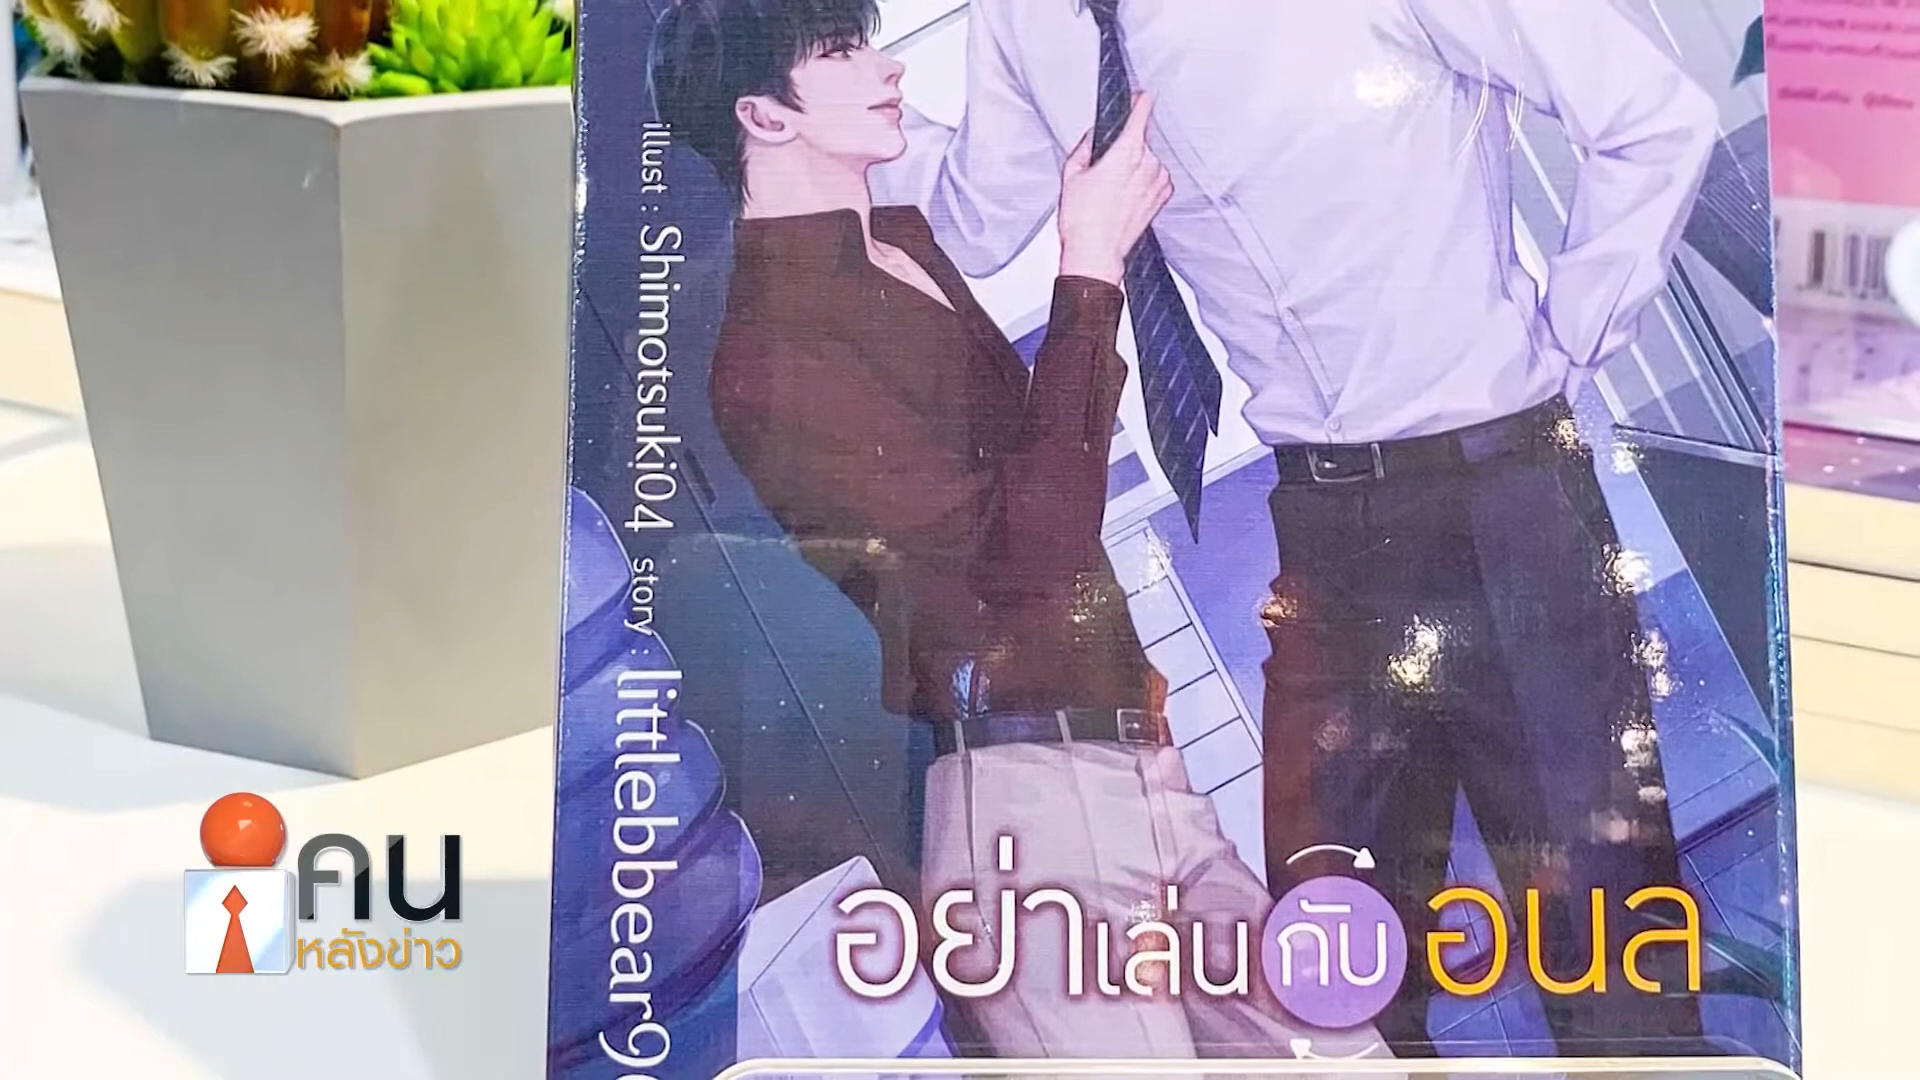 illust : Shimotsuki04 story : littlebbear9
อย่าเล่นกับอนล
คน
หลังข่าว